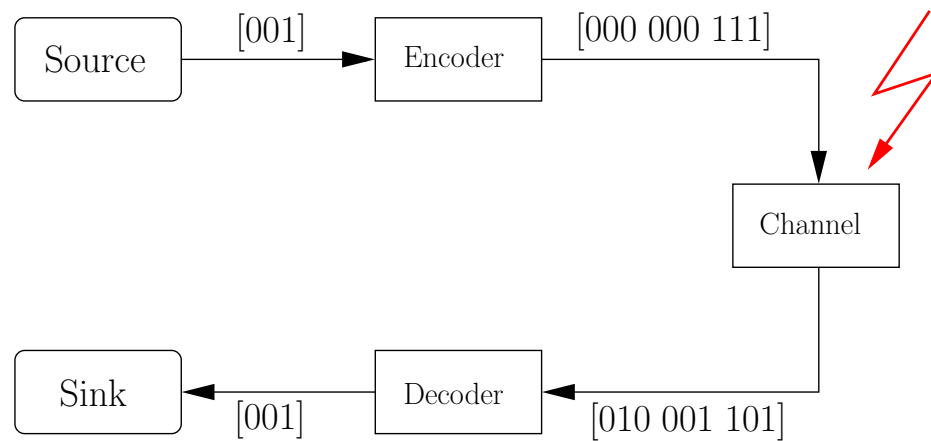 [001]
[000 000 111]
Source
Encoder
Channel
Sink
Decoder
[001]
[010 001 101]